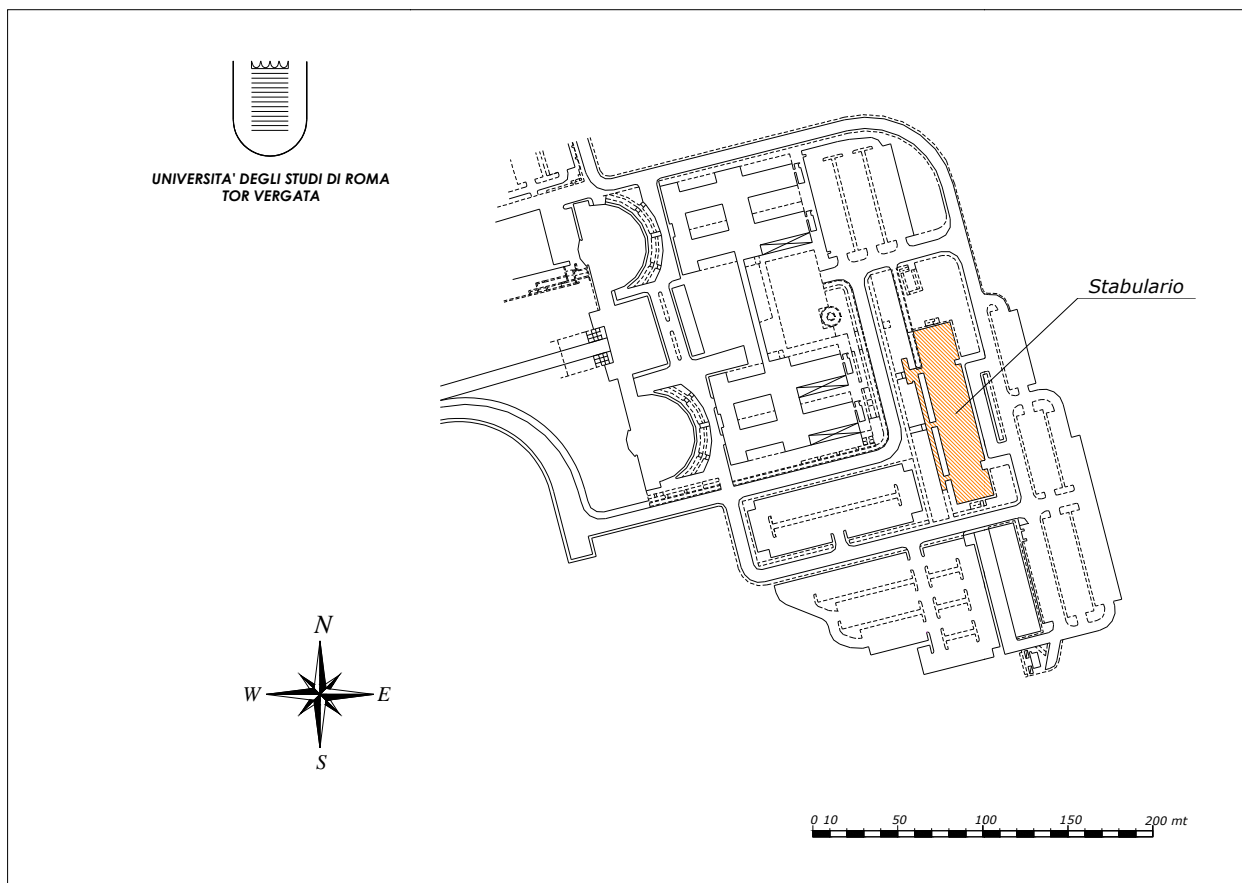 UNIVERSITA' DEGLI STUDI DI ROMA
TOR VERGATA
Stabulario
N
W E
S
0 10 50 100 150 200 mt